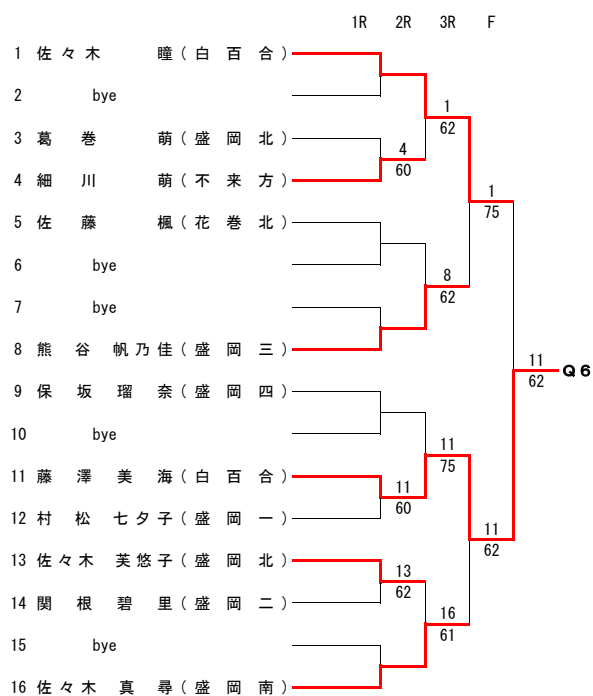 1R 2R 3R F
1 佐々木 瞳(白百合)
2 bye
1
62
3 葛巻 萌(盛岡北)
4
60
4 細川 萌(不来方)
1
75
5 佐藤 楓(花巻北)
6 bye
8
62
7 bye
8 熊谷 帆乃佳(盛岡三)
11
62
Q6
9 保坂瑠奈(盛岡四)
10 bye
11
75
11 藤澤美海(白百合)
11
60
12 村松 七夕子(盛岡一)
11
62
13 佐々木 芙悠子(盛岡北)
13
62
14 関根碧里(盛岡二)
16
61
15 bye
16 佐々木 真尋(盛岡南)